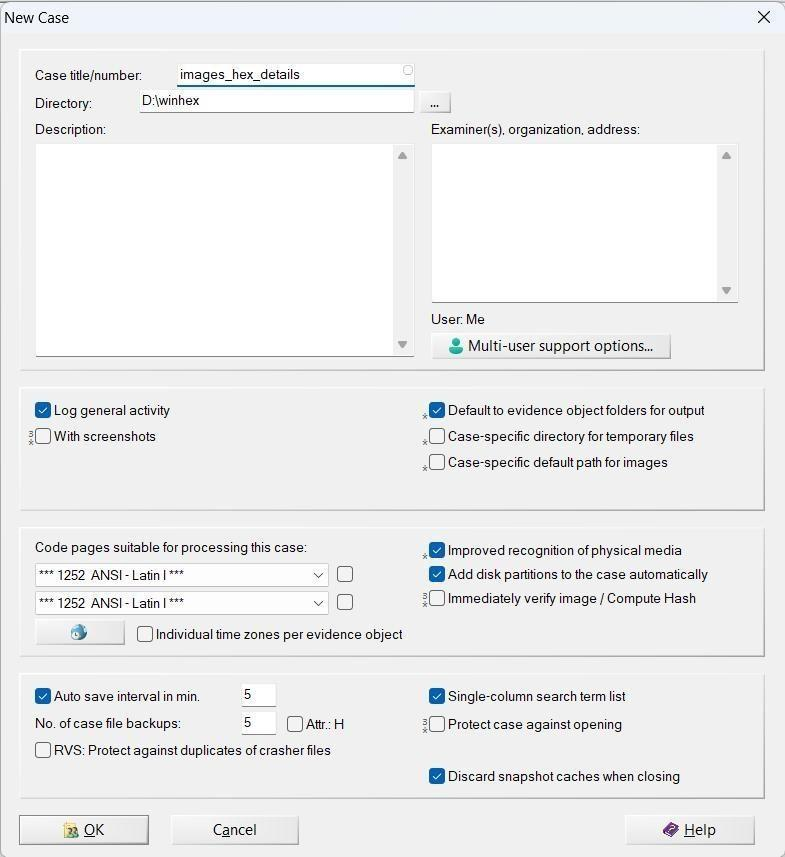 New Case
Case title/number: images_hex_details
Directory: D:\winhex ...
Description:
Examiner(s), organization, address:
User: Me
Multi-user support options...
Log general activity
3 * With screenshots
* Default to evidence object folders for output
* Case-specific directory for temporary files
* Case-specific default path for images
Code pages suitable for processing this case:
*** 1252 ANSI - Latin I ***
*** 1252 ANSI - Latin I ***
Individual time zones per evidence object
* Improved recognition of physical media
Add disk partitions to the case automatically
3 * Immediately verify image / Compute Hash
Auto save interval in min. 5
No. of case file backups: 5 Attr.: H
RVS: Protect against duplicates of crasher files
Single-column search term list
3 * Protect case against opening
Discard snapshot caches when closing
OK Cancel Help